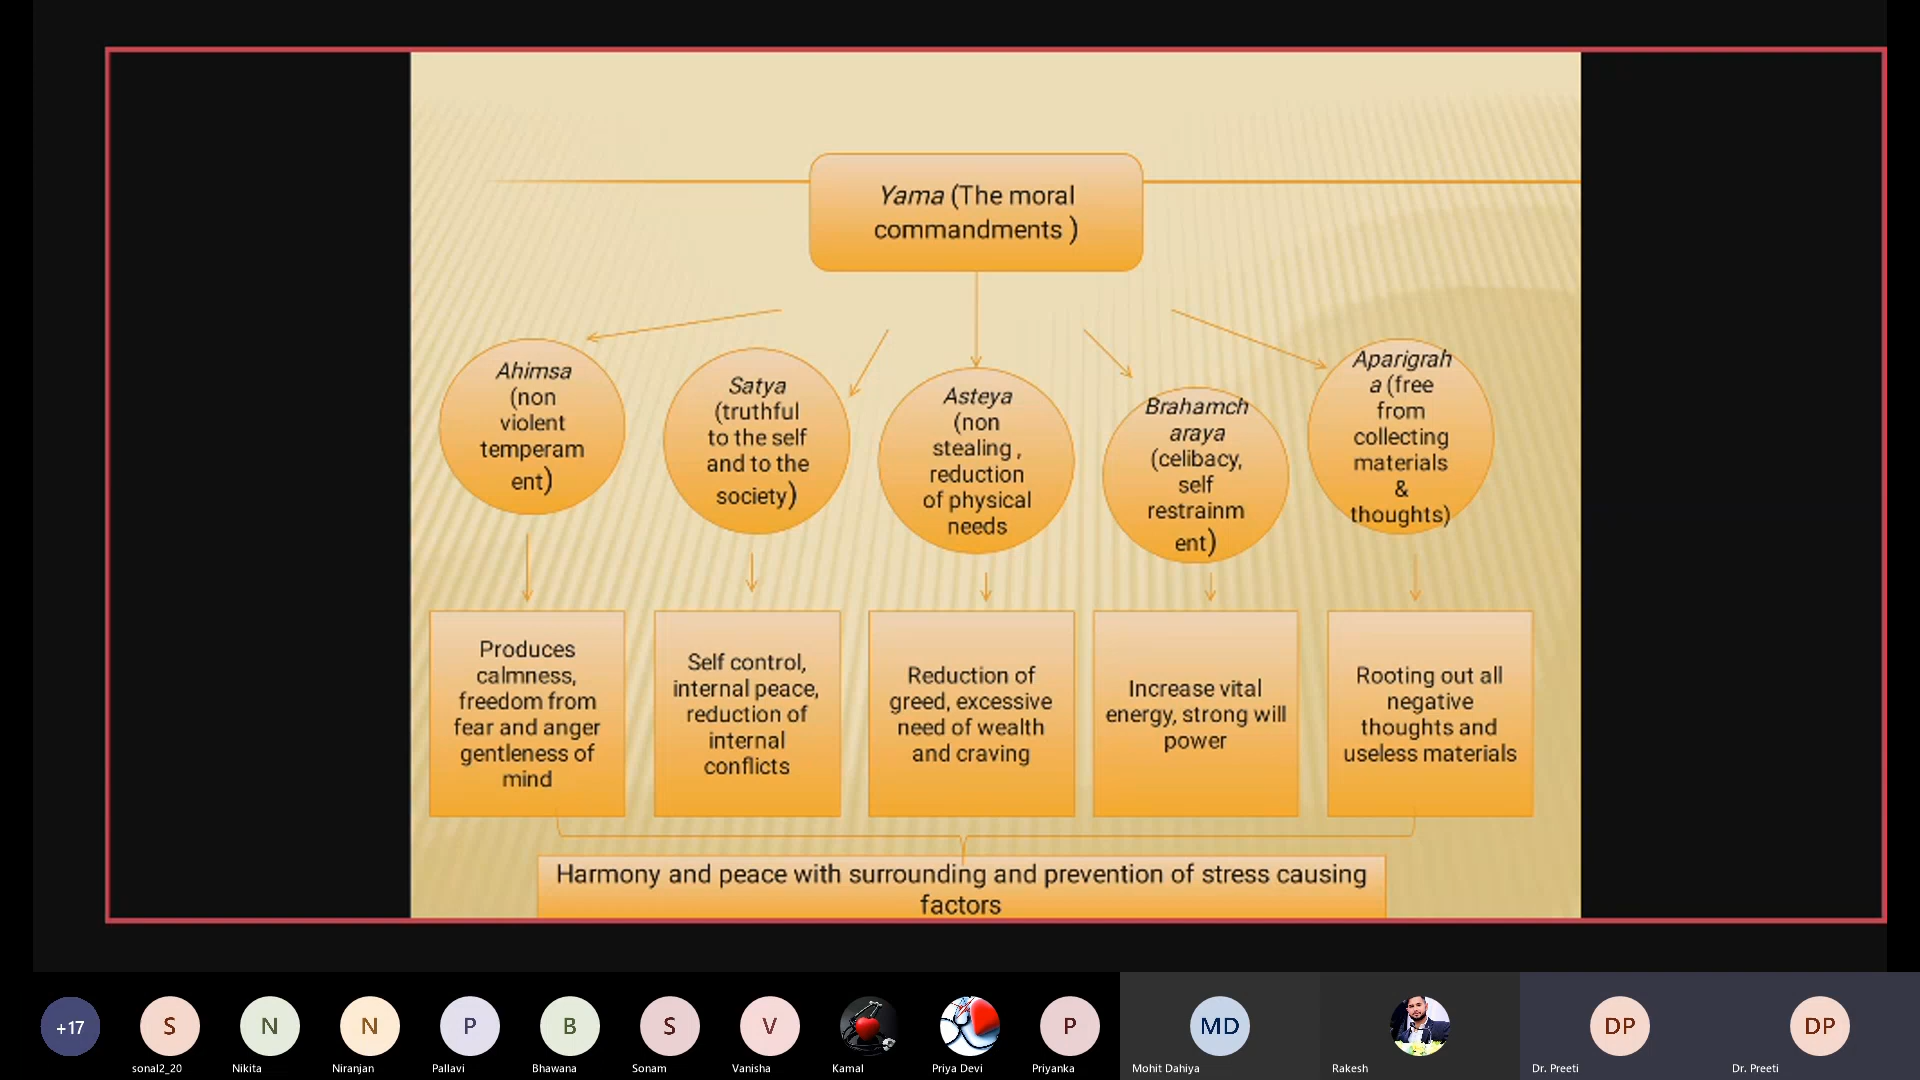 Yama (The moral
commandments )
Ahimsa
(non
violent
temperam
ent)
Satya
(truthful
to the self
and to the
society)
Asteya
(non
stealing ,
reduction
of physical
needs
Brahamch
araya
(celibacy,
self
restrainm
ent)
Aparigrah
a (free
from
collecting
materials
&
thoughts)
Produces
calmness,
freedom from
fear and anger
gentleness of
mind
Self control,
internal peace,
reduction of
internal
conflicts
Reduction of
greed, excessive
need of wealth
and craving
Increase vital
energy, strong will
power
Rooting out all
negative
thoughts and
useless materials
Harmony and peace with surrounding and prevention of stress causing
factors
+17
S
N
N
P
B
S
V
P
MD
DP
DP
sonal2_20
Nikita
Niranjan
Pallavi
Bhawana
Sonam
Vanisha
Kamal
Priya Devi
Priyanka
Mohit Dahiya
Rakesh
Dr. Preeti
Dr. Preeti